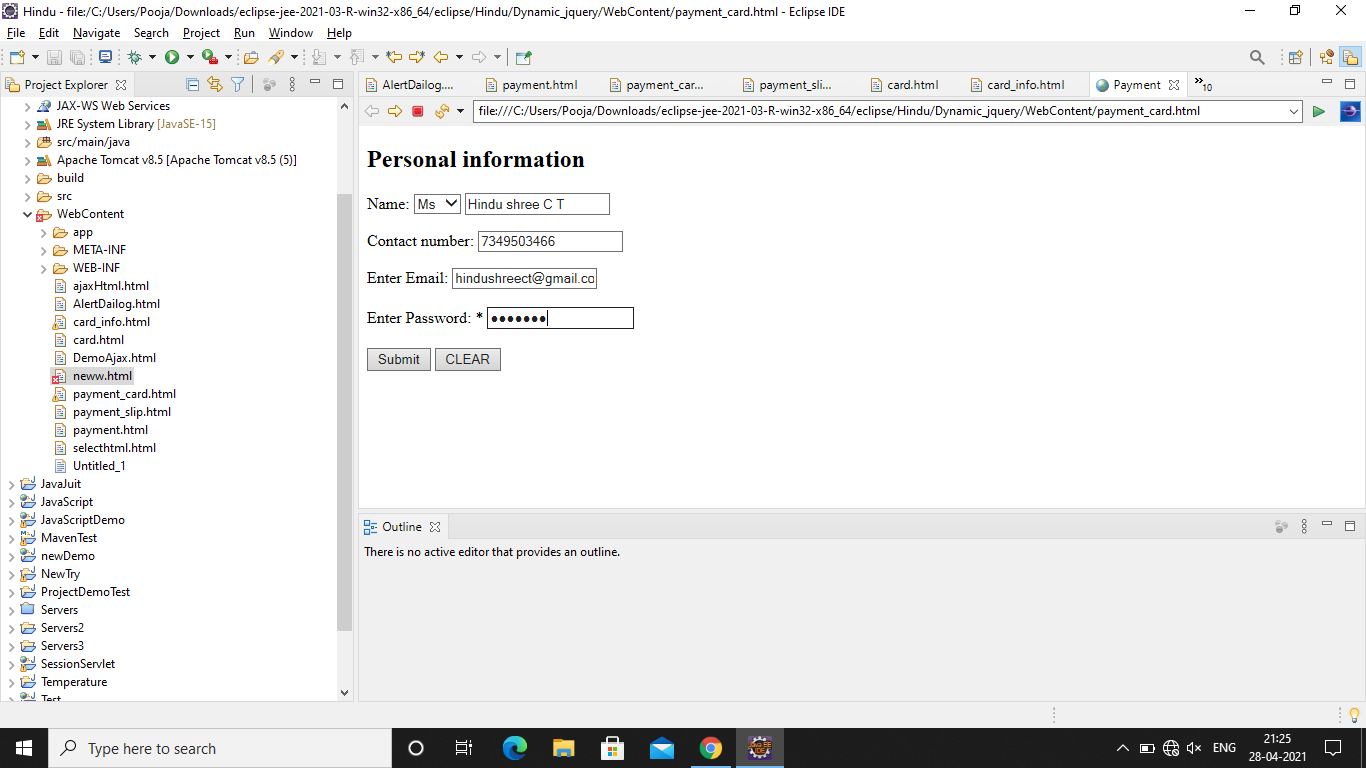 Hindu - file:/C:/Users/Pooja/Downloads/eclipse-jee-2021-03-R-win32-x86_64/eclipse/Hindu/Dynamic_jquery/WebContent/payment_card.html - Eclipse IDE
File Edit Navigate Search Project Run Window Help
Project Explorer
JAX-WS Web Services
JRE System Library [JavaSE-15]
src/main/java
Apache Tomcat v8.5 [Apache Tomcat v8.5 (5)]
build
src
WebContent
app
META-INF
WEB-INF
ajaxHtml.html
AlertDailog.html
card_info.html
card.html
DemoAjax.html
neww.html
payment_card.html
payment_slip.html
payment.html
selecthtml.html
Untitled_1
JavaJuit
JavaScript
JavaScriptDemo
MavenTest
newDemo
NewTry
ProjectDemoTest
Servers
Servers2
Servers3
SessionServlet
Temperature
Test
AlertDailog.... payment.html payment_car... payment_sli... card.html card_info.html Payment »10
file:///C:/Users/Pooja/Downloads/eclipse-jee-2021-03-R-win32-x86_64/eclipse/Hindu/Dynamic_jquery/WebContent/payment_card.html
Personal information
Name: Ms Hindu shree C T
Contact number: 7349503466
Enter Email: hindushreect@gmail.co
Enter Password: * •••••••
Submit CLEAR
Outline
There is no active editor that provides an outline.
Type here to search
Java EE IDE
ENG
21:25
28-04-2021